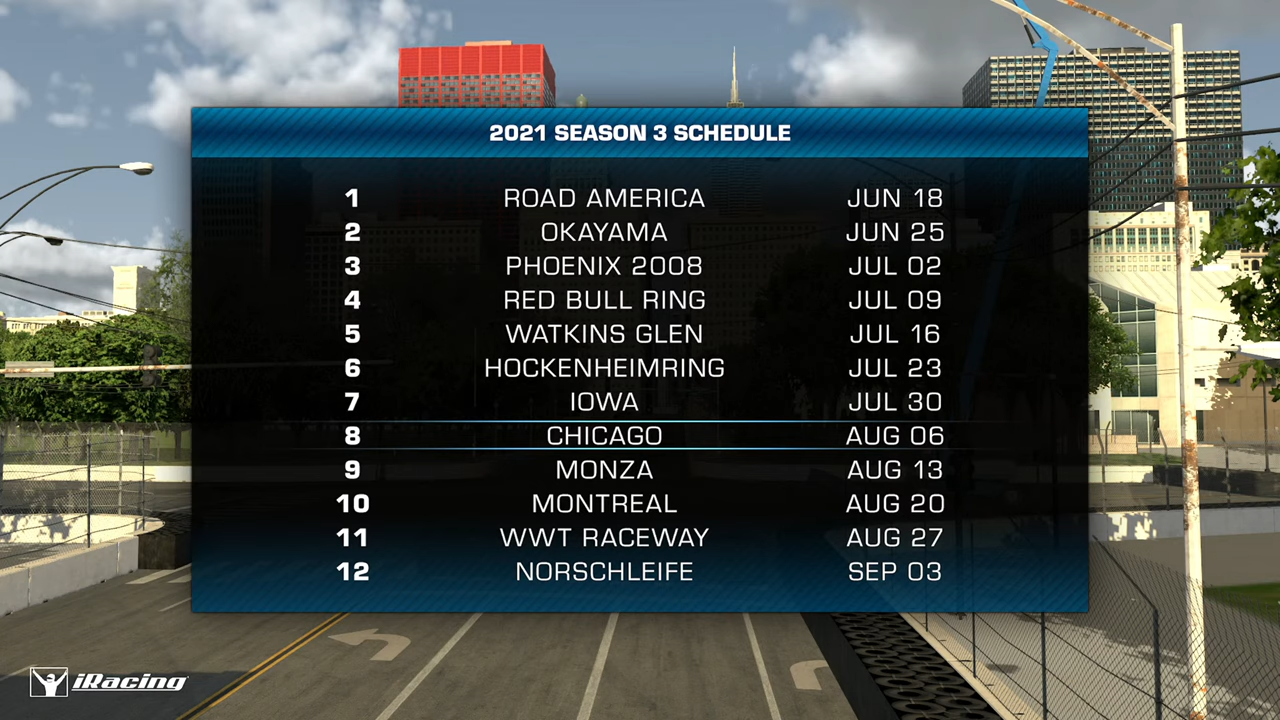 2021 SEASON 3 SCHEDULE
1 ROAD AMERICA JUN 18
2 OKAYAMA JUN 25
3 PHOENIX 2008 JUL 02
4 RED BULL RING JUL 09
5 WATKINS GLEN JUL 16
6 HOCKENHEIMRING JUL 23
7 IOWA JUL 30
8 CHICAGO AUG 06
9 MONZA AUG 13
10 MONTREAL AUG 20
11 WWT RACEWAY AUG 27
12 NORSCHLEIFE SEP 03
iRacing